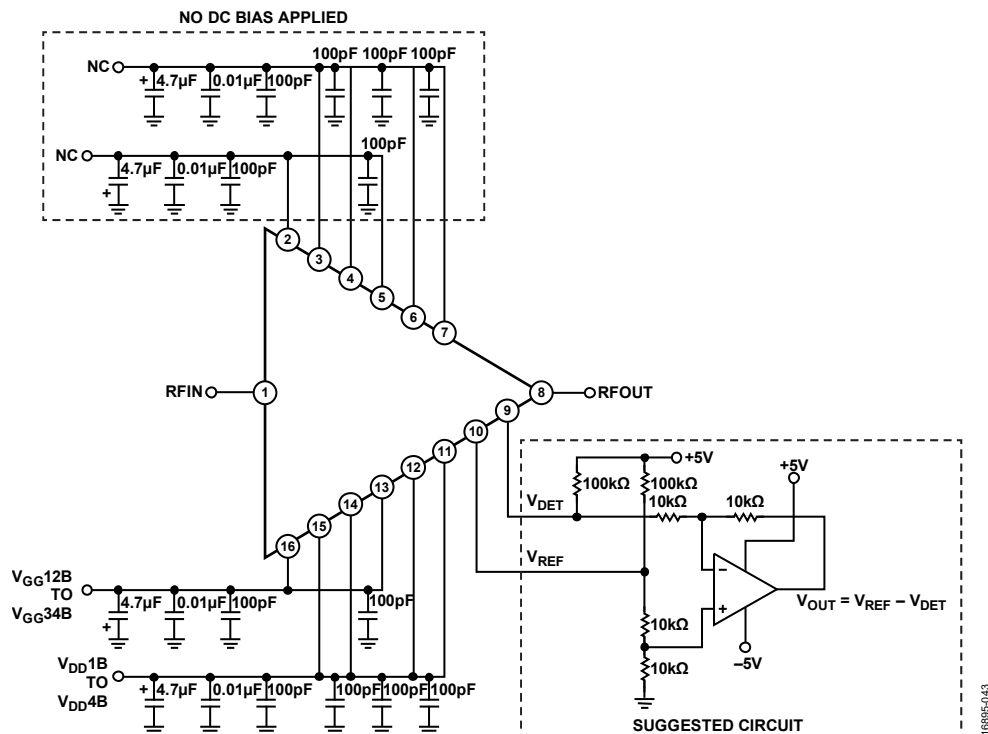 NO DC BIAS APPLIED
100pF 100pF 100pF
NC
+ 4.7µF 0.01µF 100pF
100pF
NC
4.7µF 0.01µF 100pF
+
2
3
4
5
6
7
RFIN
1
8
RFOUT
9
10
11
12
13
14
15
16
+5V
+5V
100kΩ 100kΩ
VDET
10kΩ 10kΩ
VREF
–
+
VOUT = VREF – VDET
10kΩ
–5V
10kΩ
SUGGESTED CIRCUIT
VGG12B
TO
VGG34B
4.7µF 0.01µF 100pF
100pF
+
VDD1B
TO
VDD4B
+ 4.7µF 0.01µF 100pF 100pF 100pF 100pF
16895-043